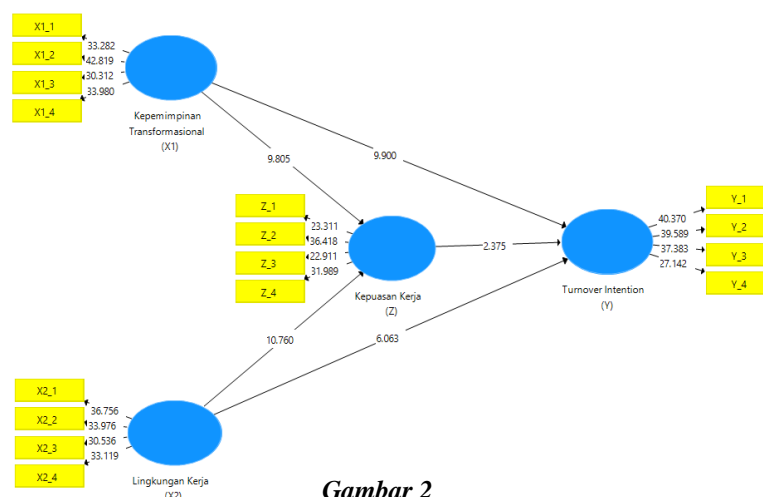 X1_1
33.282
X1_2
42.819
X1_3
30.312
33.980
X1_4
Kepemimpinan
Transformasional
(X1)
9.805
9.900
Z_1
23.311
Z_2
36.418
Z_3
22.911
31.989
Z_4
Kepuasan Kerja
(Z)
2.375
Y_1
40.370
Y_2
39.589
37.383
Y_3
27.142
Y_4
Turnover Intention
(Y)
10.760
6.063
X2_1
36.756
X2_2
33.976
X2_3
30.536
33.119
X2_4
Lingkungan Kerja
(X2)
Gambar 2